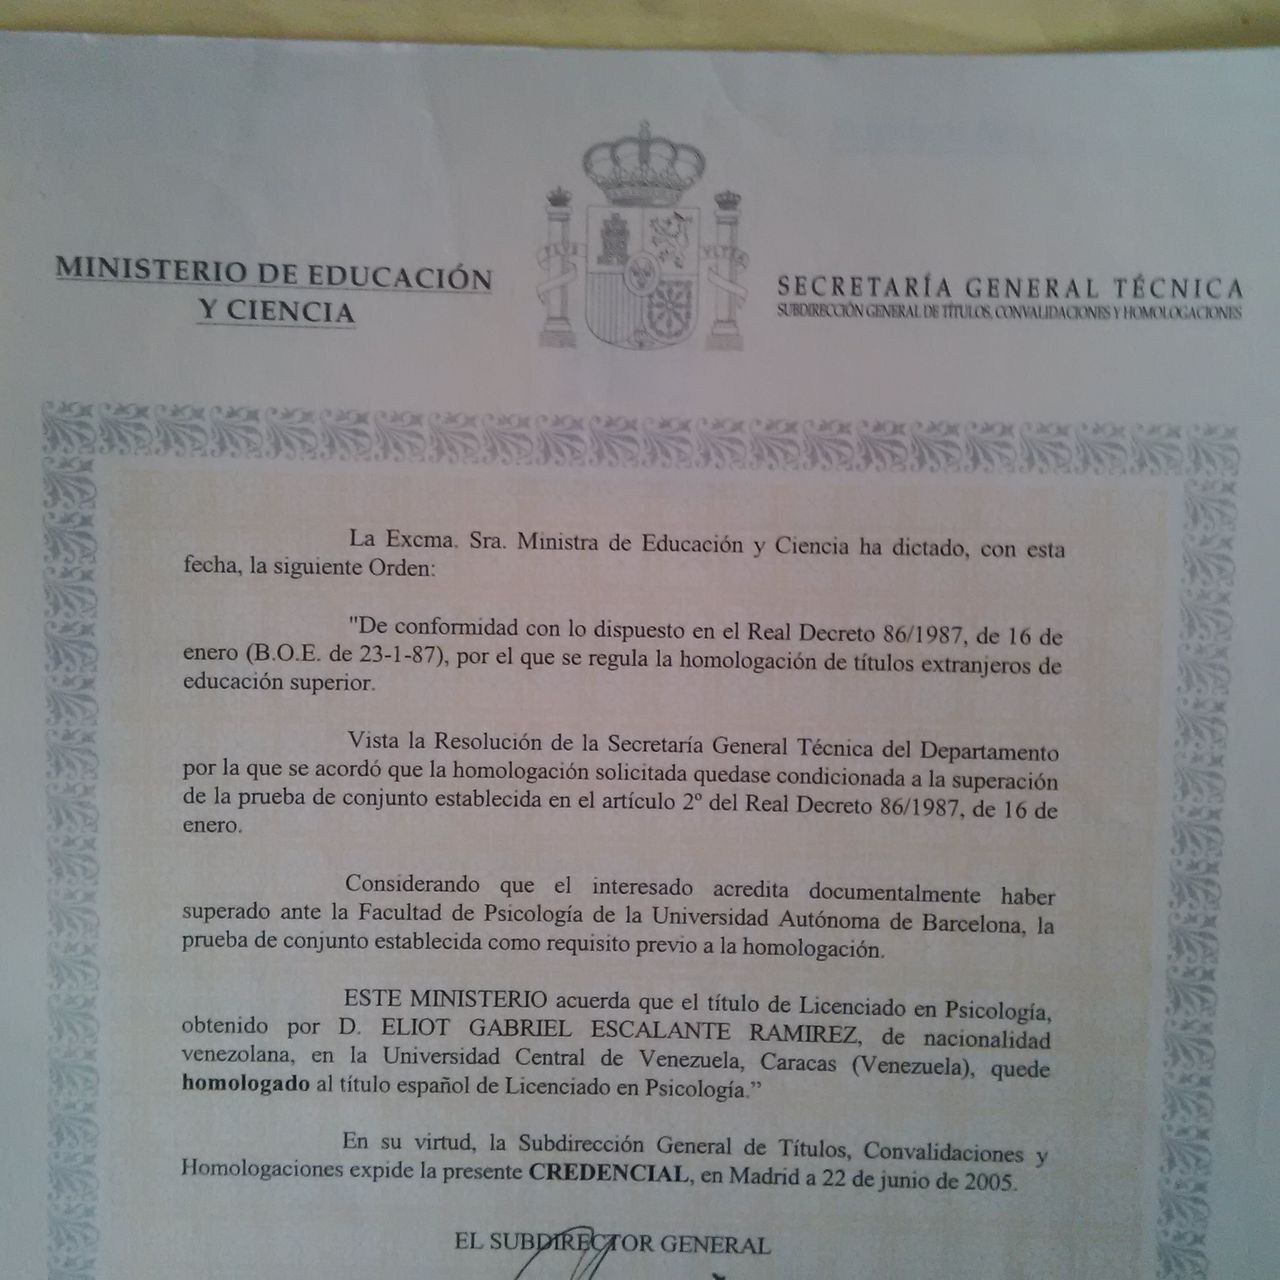 MINISTERIO DE EDUCACIÓN
Y CIENCIA
SECRETARÍA GENERAL TÉCNICA
SUBDIRECCIÓN GENERAL DE TÍTULOS, CONVALIDACIONES Y HOMOLOGACIONES
La Excma. Sra. Ministra de Educación y Ciencia ha dictado, con esta
fecha, la siguiente Orden:
"De conformidad con lo dispuesto en el Real Decreto 86/1987, de 16 de
enero (B.O.E. de 23-1-87), por el que se regula la homologación de títulos extranjeros de
educación superior.
Vista la Resolución de la Secretaría General Técnica del Departamento
por la que se acordó que la homologación solicitada quedase condicionada a la superación
de la prueba de conjunto establecida en el artículo 2º del Real Decreto 86/1987, de 16 de
enero.
Considerando que el interesado acredita documentalmente haber
superado ante la Facultad de Psicología de la Universidad Autónoma de Barcelona, la
prueba de conjunto establecida como requisito previo a la homologación.
ESTE MINISTERIO acuerda que el título de Licenciado en Psicología,
obtenido por D. ELIOT GABRIEL ESCALANTE RAMIREZ, de nacionalidad
venezolana, en la Universidad Central de Venezuela, Caracas (Venezuela), quede
homologado al título español de Licenciado en Psicología.”
En su virtud, la Subdirección General de Títulos, Convalidaciones y
Homologaciones expide la presente CREDENCIAL, en Madrid a 22 de junio de 2005.
EL SUBDIRECTOR GENERAL